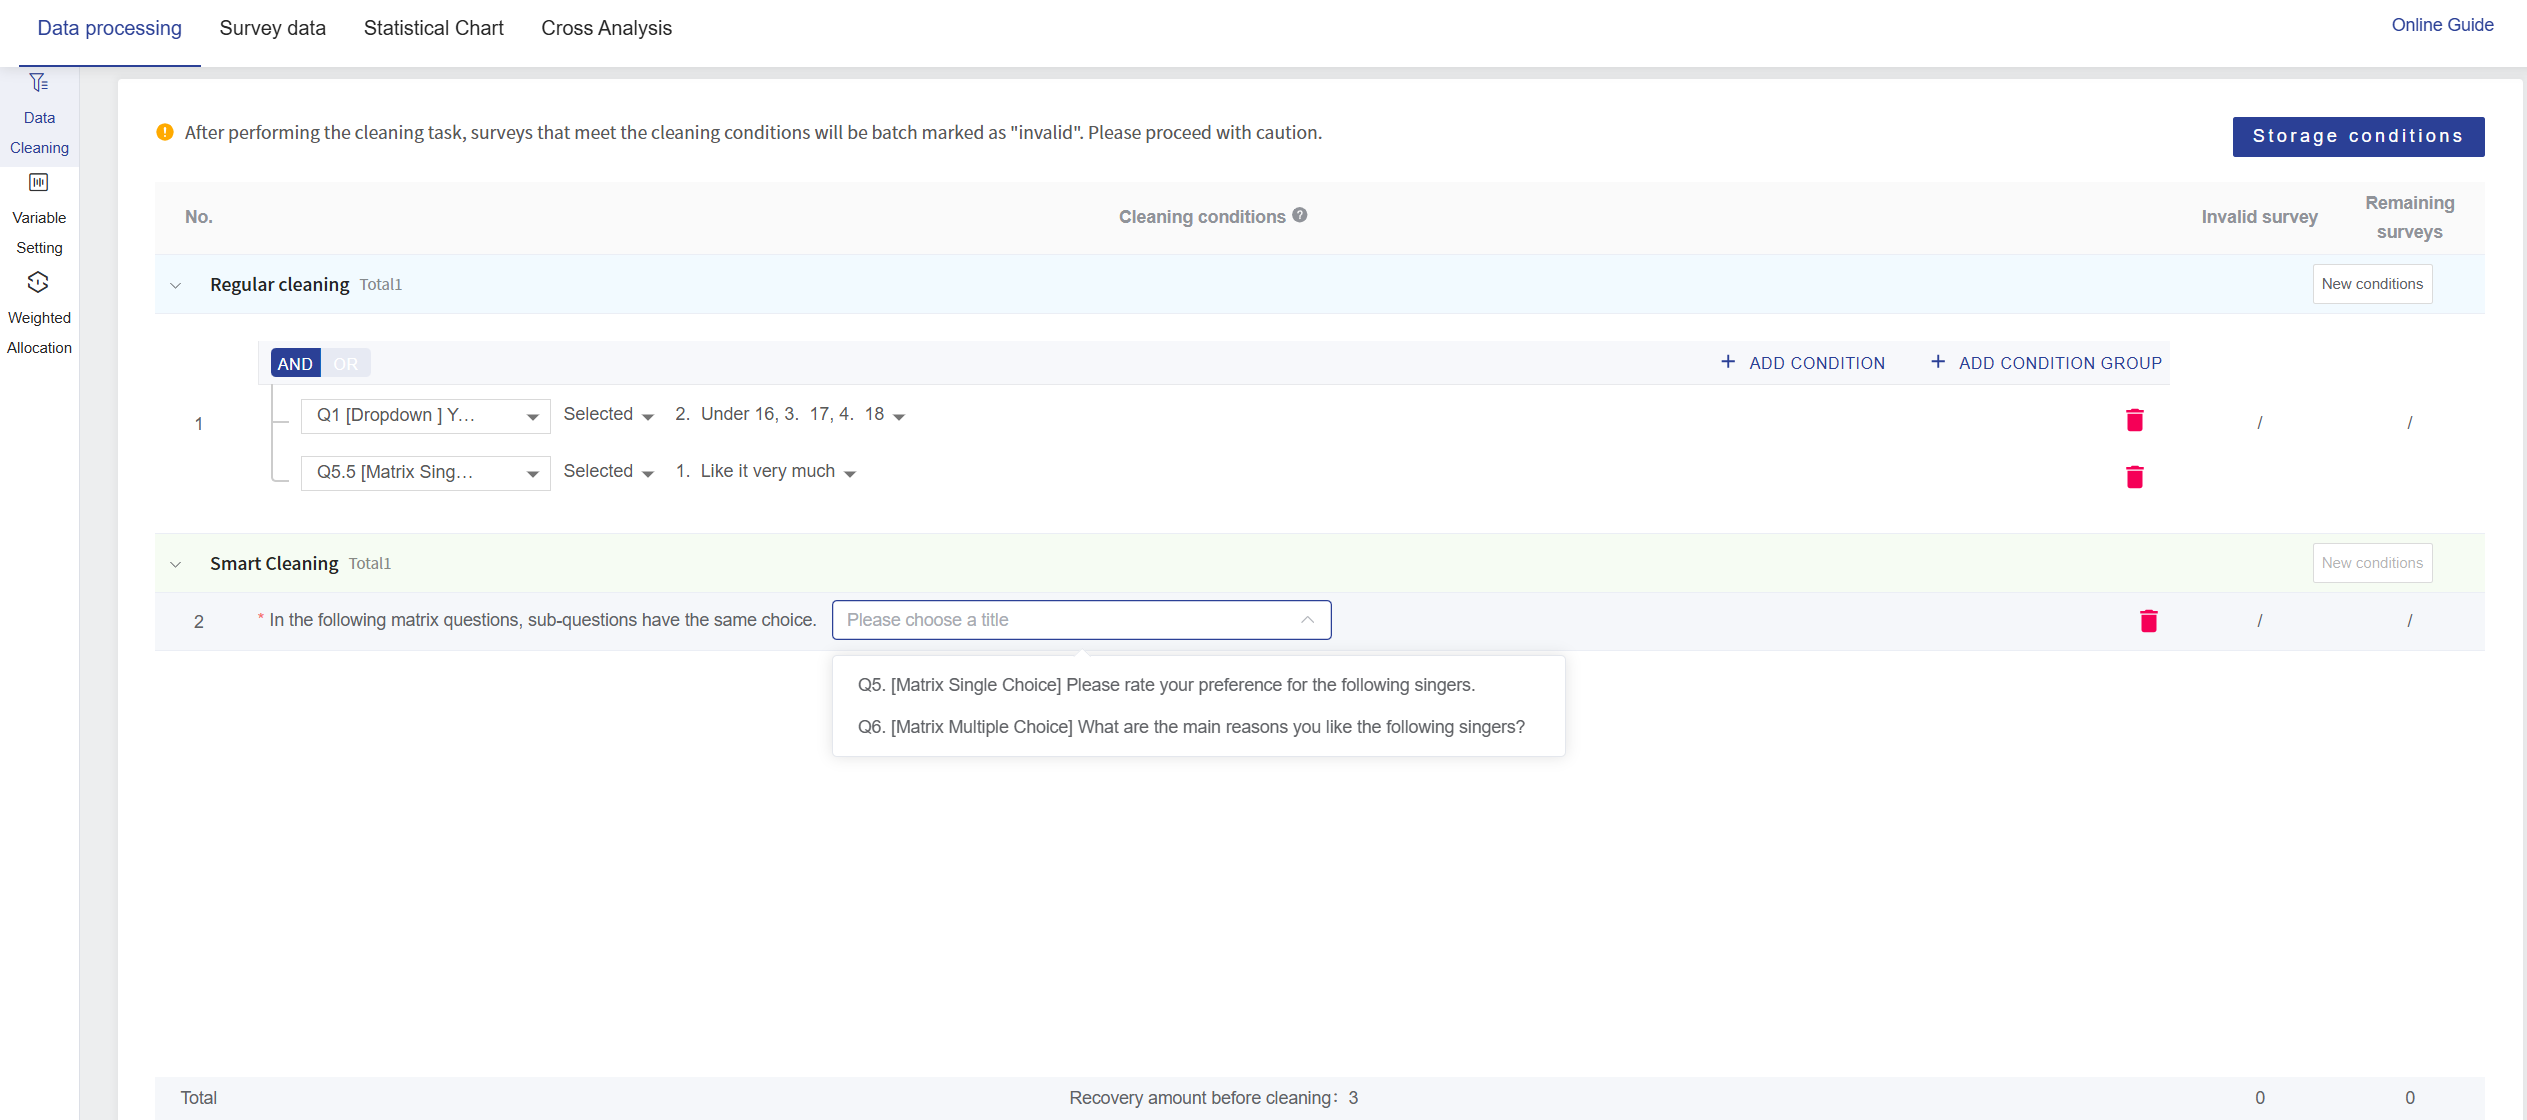 Data processing Survey data Statistical Chart Cross Analysis Online Guide
Data
Cleaning
Variable
Setting
Weighted
Allocation
After performing the cleaning task, surveys that meet the cleaning conditions will be batch marked as "invalid". Please proceed with caution.
Storage conditions
No. Cleaning conditions Invalid survey Remaining surveys
Regular cleaning Total1 New conditions
AND OR + ADD CONDITION + ADD CONDITION GROUP
1 / /
Q1 [Dropdown ] Y... Selected 2. Under 16, 3. 17, 4. 18
Q5.5 [Matrix Sing... Selected 1. Like it very much
Smart Cleaning Total1 New conditions
2 * In the following matrix questions, sub-questions have the same choice. Please choose a title / /
Q5. [Matrix Single Choice] Please rate your preference for the following singers.
Q6. [Matrix Multiple Choice] What are the main reasons you like the following singers?
Total Recovery amount before cleaning: 3 0 0